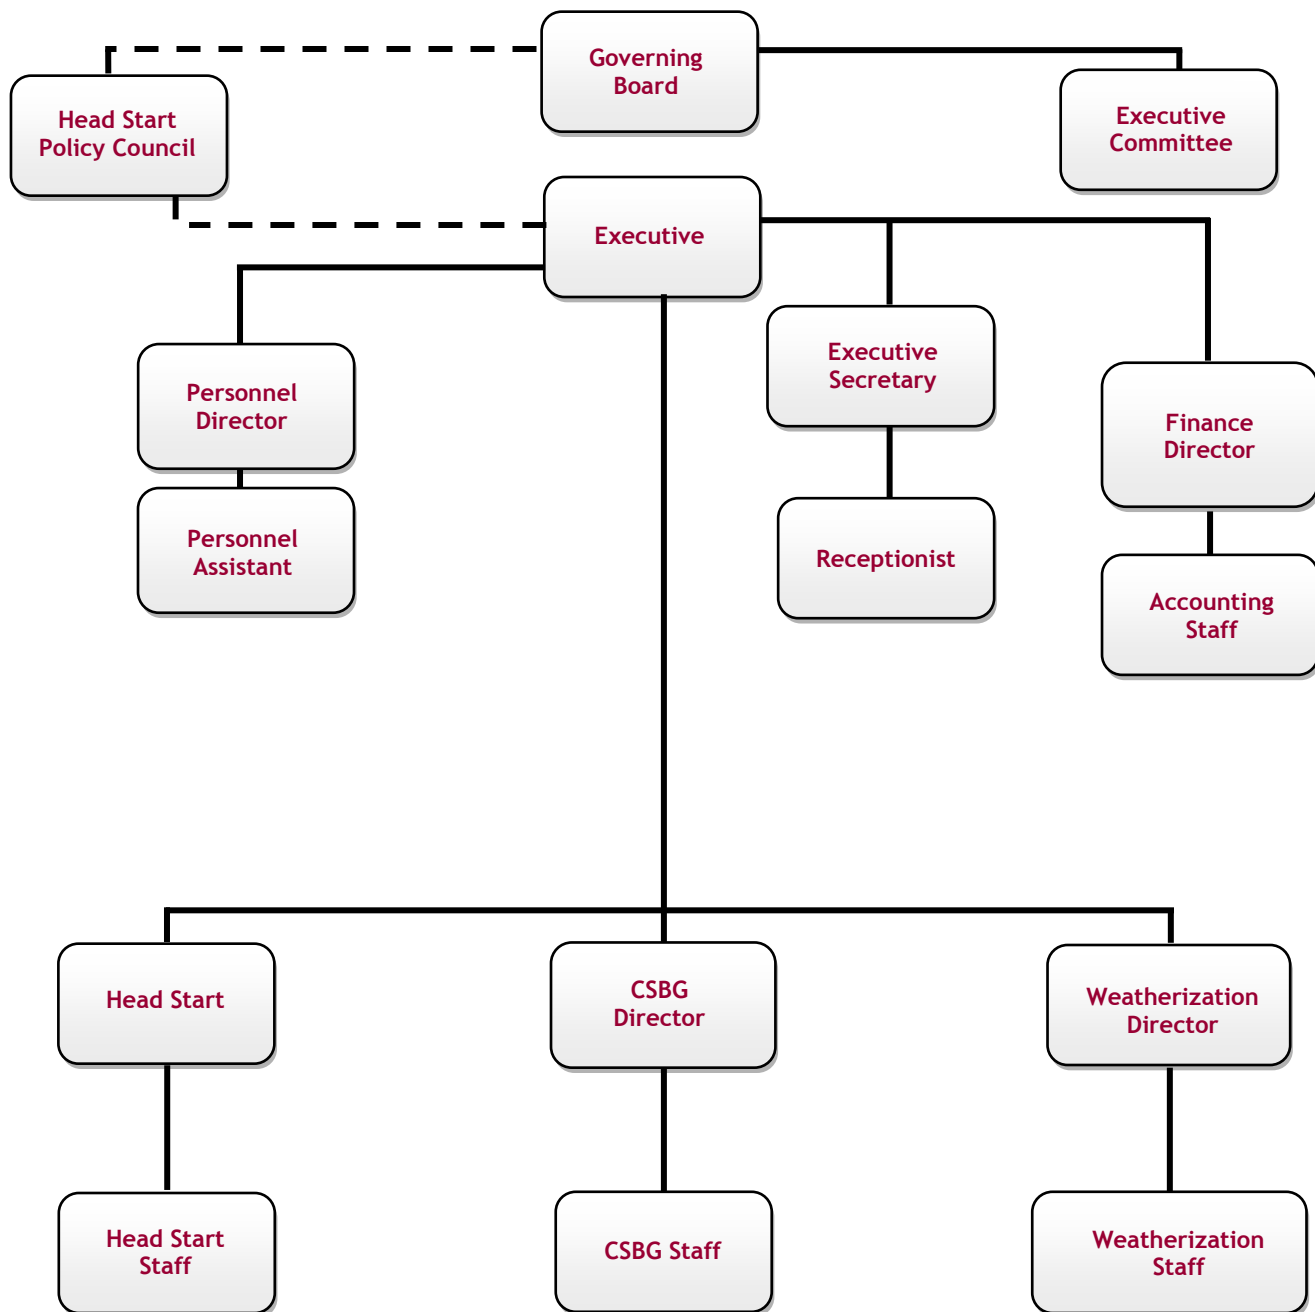 Governing
Board
Head Start
Policy Council
Executive
Committee
Executive
Personnel
Director
Executive
Secretary
Finance
Director
Personnel
Assistant
Receptionist
Accounting
Staff
Head Start
CSBG
Director
Weatherization
Director
Head Start
Staff
CSBG Staff
Weatherization
Staff